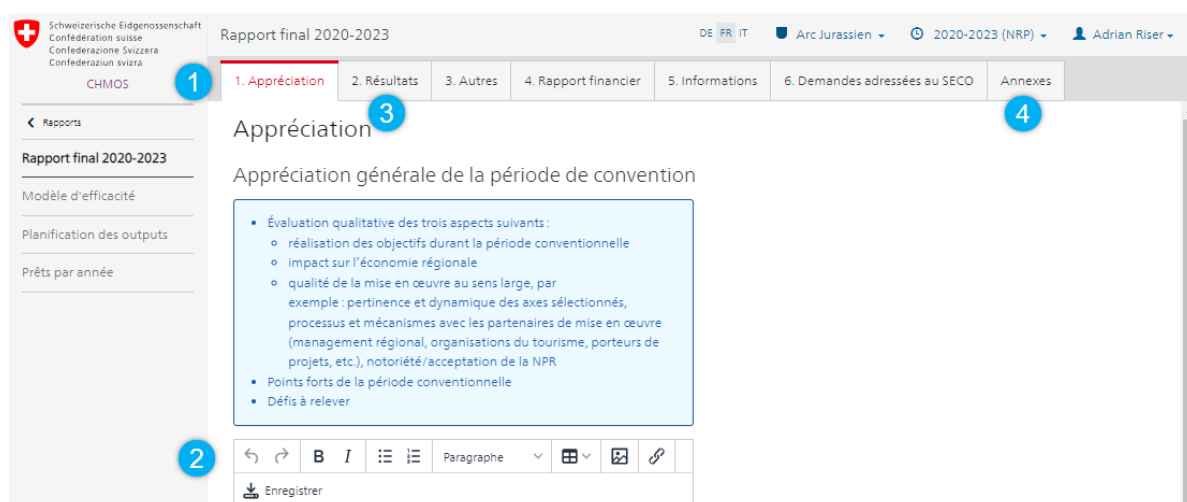 Schweizerische Eidgenossenschaft
Confédération suisse
Confederazione Svizzera
Confederaziun svizra
CHMOS
Rapport final 2020-2023
DE FR IT
Arc Jurassien
2020-2023 (NRP)
Adrian Riser
1
1. Appréciation
2. Résultats
3. Autres
4. Rapport financier
5. Informations
6. Demandes adressées au SECO
Annexes
3
4
Rapports
Rapport final 2020-2023
Modèle d'efficacité
Planification des outputs
Prêts par année
Appréciation
Appréciation générale de la période de convention
• Évaluation qualitative des trois aspects suivants :
réalisation des objectifs durant la période conventionnelle
impact sur l'économie régionale
qualité de la mise en œuvre au sens large, par
exemple : pertinence et dynamique des axes sélectionnés,
processus et mécanismes avec les partenaires de mise en œuvre
(management régional, organisations du tourisme, porteurs de
projets, etc.), notoriété/acceptation de la NPR
• Points forts de la période conventionnelle
• Défis à relever
2
B I Paragraphe
Enregistrer